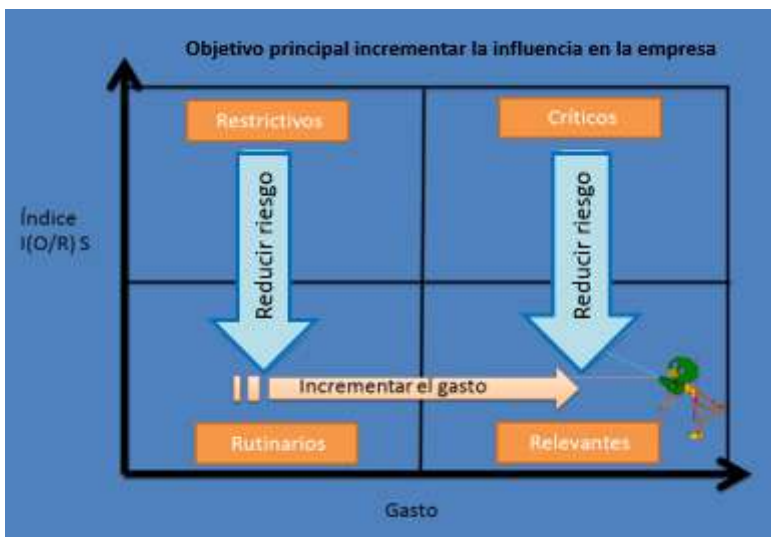 Objetivo principal incrementar la influencia en la empresa
Restrictivos
Críticos
Índice
I(O/R) S
Reducir riesgo
Reducir riesgo
Incrementar el gasto
Rutinarios
Relevantes
Gasto